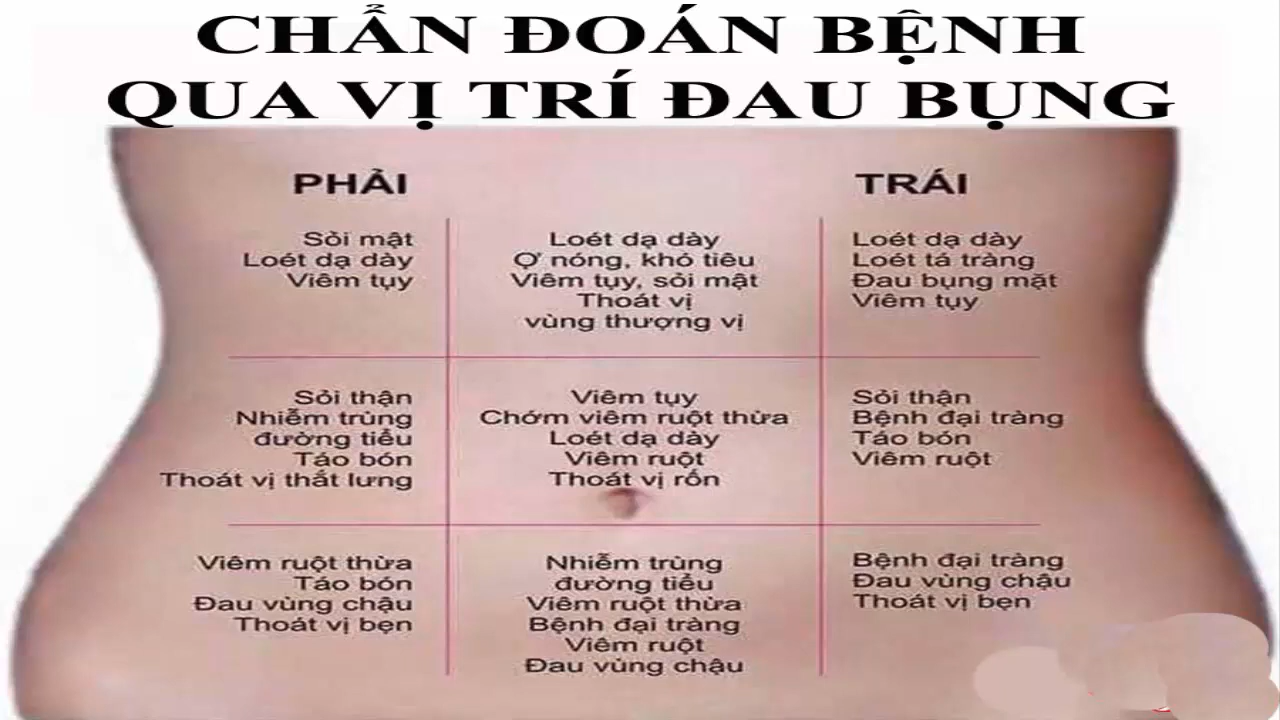 CHẨN ĐOÁN BỆNH
QUA VỊ TRÍ ĐAU BỤNG
PHẢI
TRÁI
Sỏi mật
Loét dạ dày
Viêm tụy
Loét dạ dày
Ợ nóng, khó tiêu
Viêm tụy, sỏi mật
Thoát vị
vùng thượng vị
Loét dạ dày
Loét tá tràng
Đau bụng mặt
Viêm tụy
Sỏi thận
Nhiễm trùng
đường tiểu
Táo bón
Thoát vị thắt lưng
Viêm tụy
Chớm viêm ruột thừa
Loét dạ dày
Viêm ruột
Thoát vị rốn
Sỏi thận
Bệnh đại tràng
Táo bón
Viêm ruột
Viêm ruột thừa
Táo bón
Đau vùng chậu
Thoát vị bẹn
Nhiễm trùng
đường tiểu
Viêm ruột thừa
Bệnh đại tràng
Viêm ruột
Đau vùng chậu
Bệnh đại tràng
Đau vùng chậu
Thoát vị bẹn